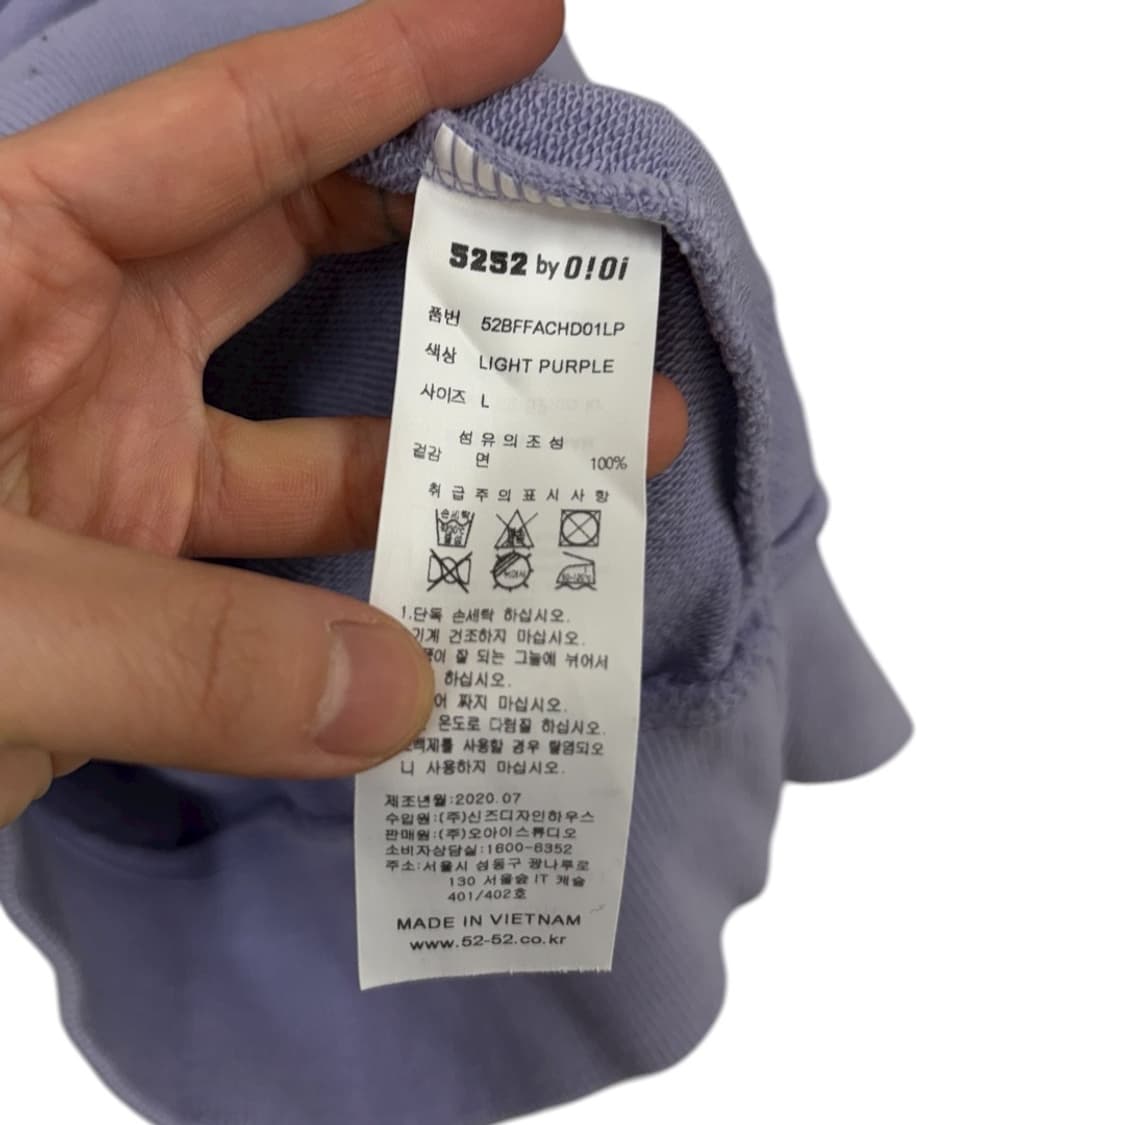 5252 by O!Oi
품번 52BFFACHD01LP
색상 LIGHT PURPLE
사이즈 L
섬유의조성
겉감 면 100%
취급주의표시사항
손세탁
1.단독 손세탁 하십시오.
기계 건조하지 마십시오.
잘 되는 그늘에 뉘어서
하십시오.
짜지 마십시오.
온도로 다림질 하십시오.
사용할 경우 탈염되오
니 사용하지 마십시오.
제조년월:2020.07
수입원:(주)신즈디자인하우스
판매원:(주)오아이스튜디오
소비자상담실:1600-6352
주소:서울시 성동구 광나루로
130 서울숲 IT 캐슬
401/402호
MADE IN VIETNAM
www.52-52.co.kr